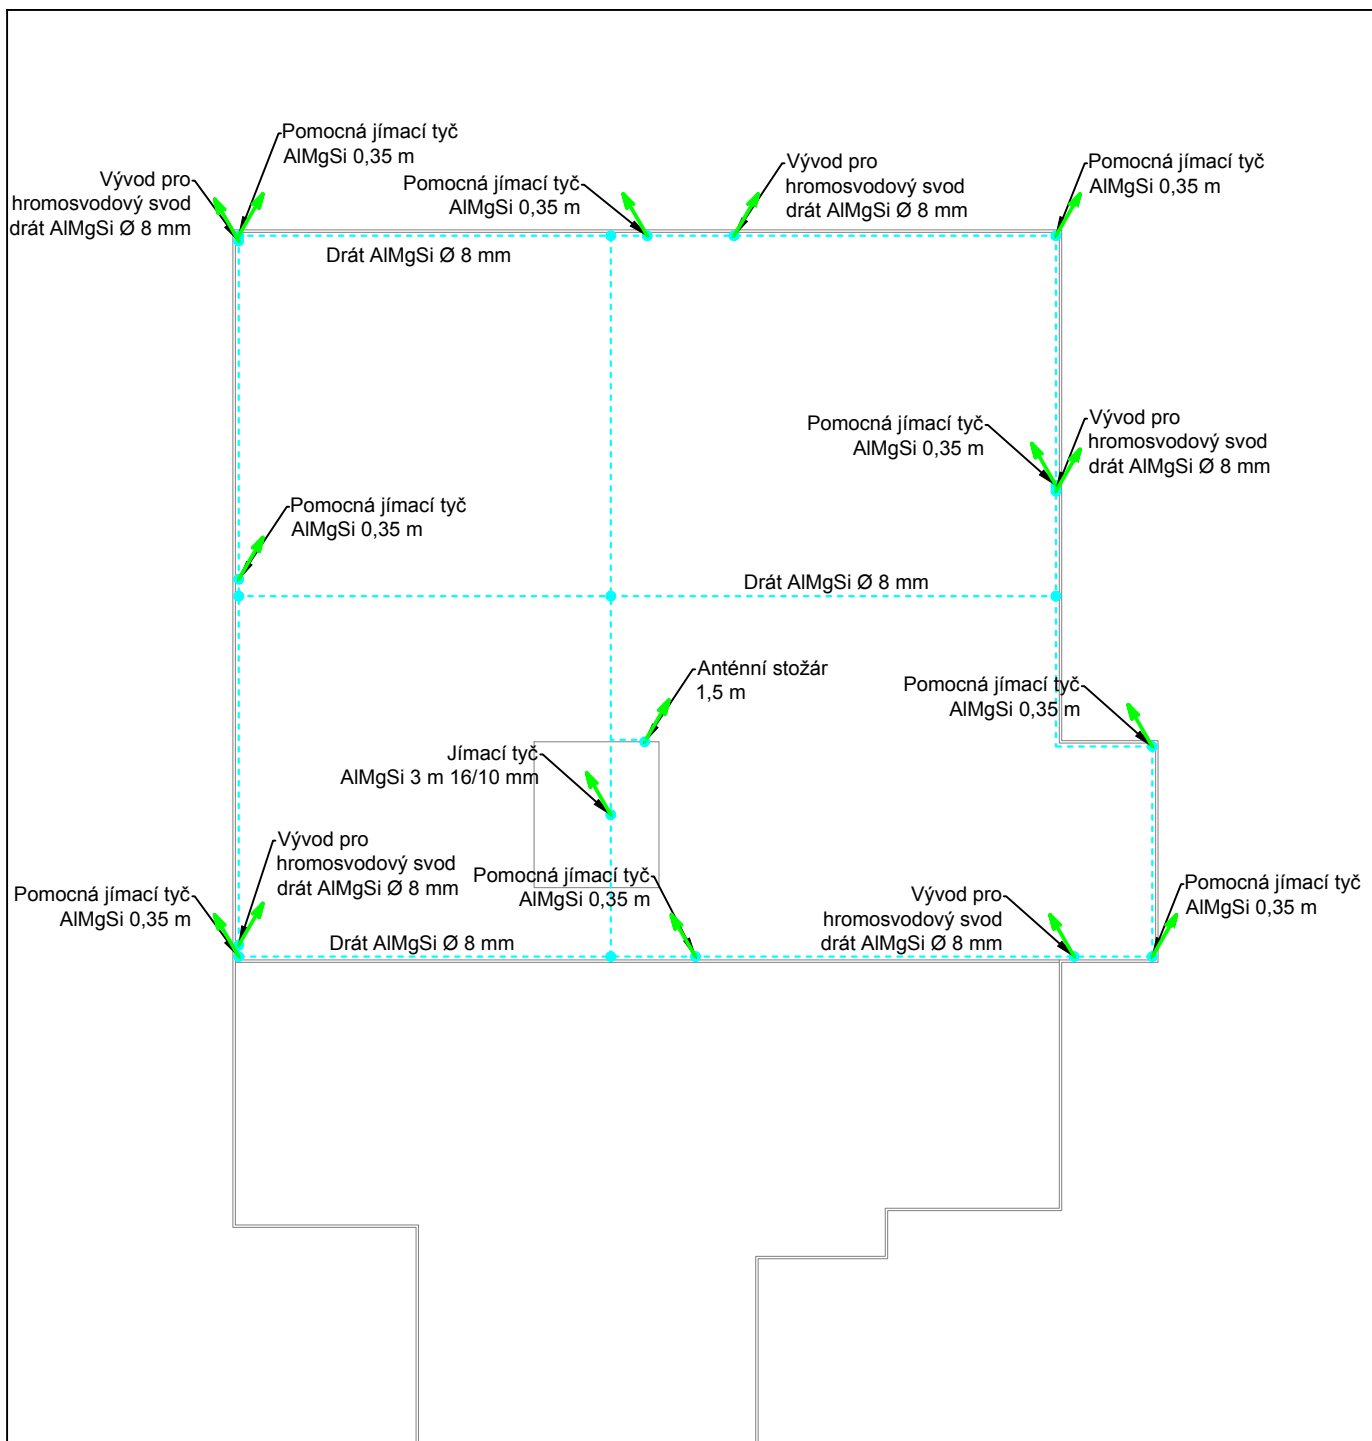 Pomocná jímací tyč
AlMgSi 0,35 m
Vývod pro
hromosvodový svod
drát AlMgSi Ø 8 mm
Pomocná jímací tyč
AlMgSi 0,35 m
Vývod pro
hromosvodový svod
drát AlMgSi Ø 8 mm
Pomocná jímací tyč
AlMgSi 0,35 m
Drát AlMgSi Ø 8 mm
Pomocná jímací tyč
AlMgSi 0,35 m
Vývod pro
hromosvodový svod
drát AlMgSi Ø 8 mm
Pomocná jímací tyč
AlMgSi 0,35 m
Drát AlMgSi Ø 8 mm
Anténní stožár
1,5 m
Pomocná jímací tyč
AlMgSi 0,35 m
Jímací tyč
AlMgSi 3 m 16/10 mm
Vývod pro
hromosvodový svod
drát AlMgSi Ø 8 mm
Pomocná jímací tyč
AlMgSi 0,35 m
Pomocná jímací tyč
AlMgSi 0,35 m
Vývod pro
hromosvodový svod
drát AlMgSi Ø 8 mm
Pomocná jímací tyč
AlMgSi 0,35 m
Drát AlMgSi Ø 8 mm